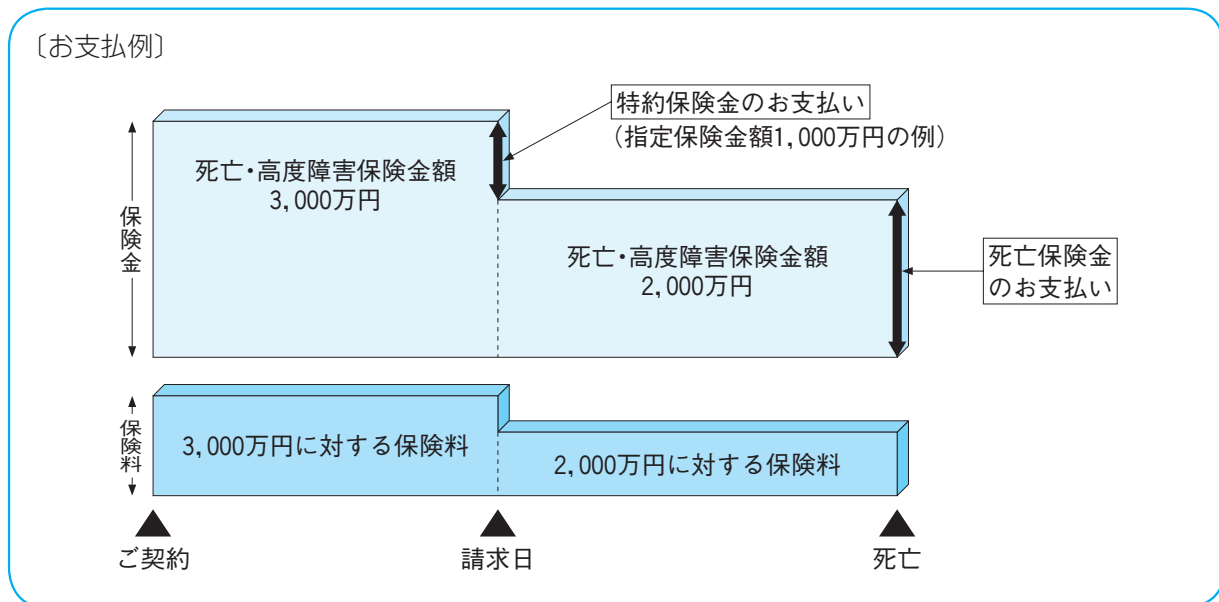 〔お支払例〕
特約保険金のお支払い
（指定保険金額1,000万円の例）
死亡・高度障害保険金額
3,000万円
保険金
死亡・高度障害保険金額
2,000万円
死亡保険金
のお支払い
保険料
3,000万円に対する保険料
2,000万円に対する保険料
ご契約
請求日
死亡